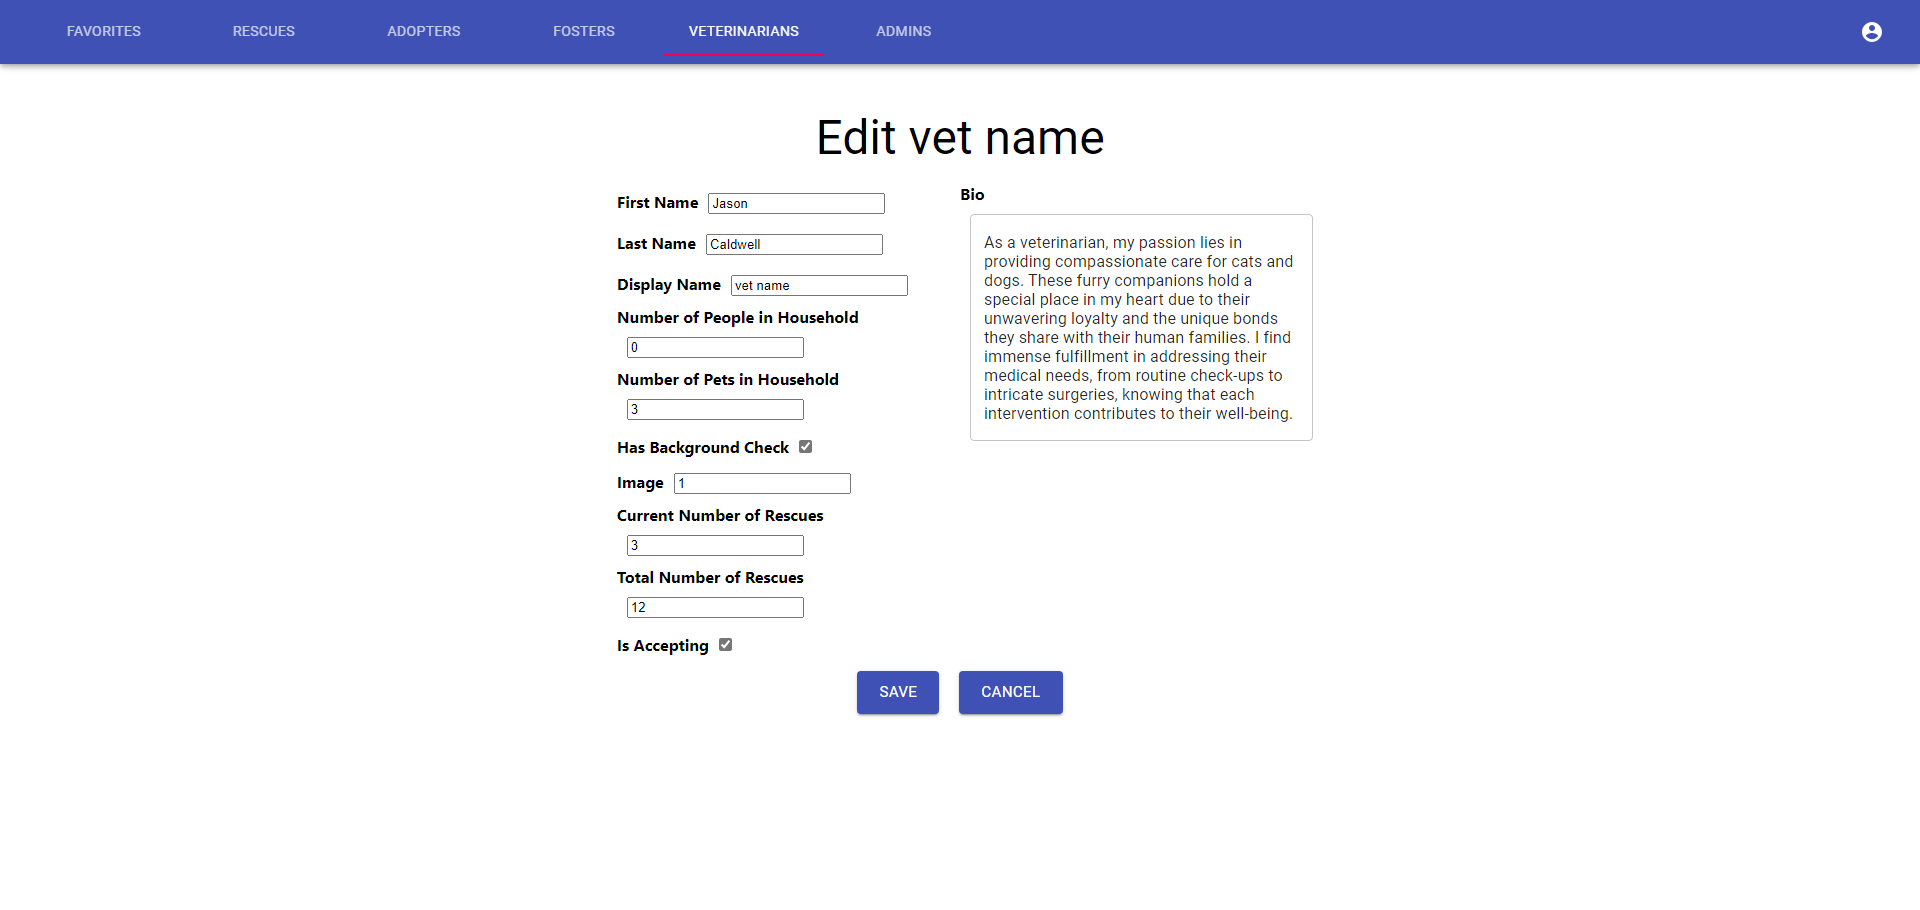 FAVORITES RESCUES ADOPTERS FOSTERS VETERINARIANS ADMINS
Edit vet name
First Name Jason
Last Name Caldwell
Display Name vet name
Number of People in Household
0
Number of Pets in Household
3
Has Background Check
Image 1
Current Number of Rescues
3
Total Number of Rescues
12
Is Accepting
Bio
As a veterinarian, my passion lies in
providing compassionate care for cats and
dogs. These furry companions hold a
special place in my heart due to their
unwavering loyalty and the unique bonds
they share with their human families. I find
immense fulfillment in addressing their
medical needs, from routine check-ups to
intricate surgeries, knowing that each
intervention contributes to their well-being.
SAVE CANCEL